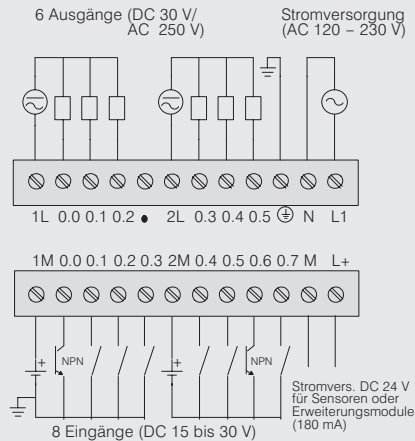 6 Ausgänge (DC 30 V/
AC 250 V)
Stromversorgung
(AC 120 – 230 V)
1L 0.0 0.1 0.2 • 2L 0.3 0.4 0.5 N L1
1M 0.0 0.1 0.2 0.3 2M 0.4 0.5 0.6 0.7 M L+
+ NPN + NPN
Stromvers. DC 24 V
für Sensoren oder
Erweiterungsmodule
(180 mA)
8 Eingänge (DC 15 bis 30 V)